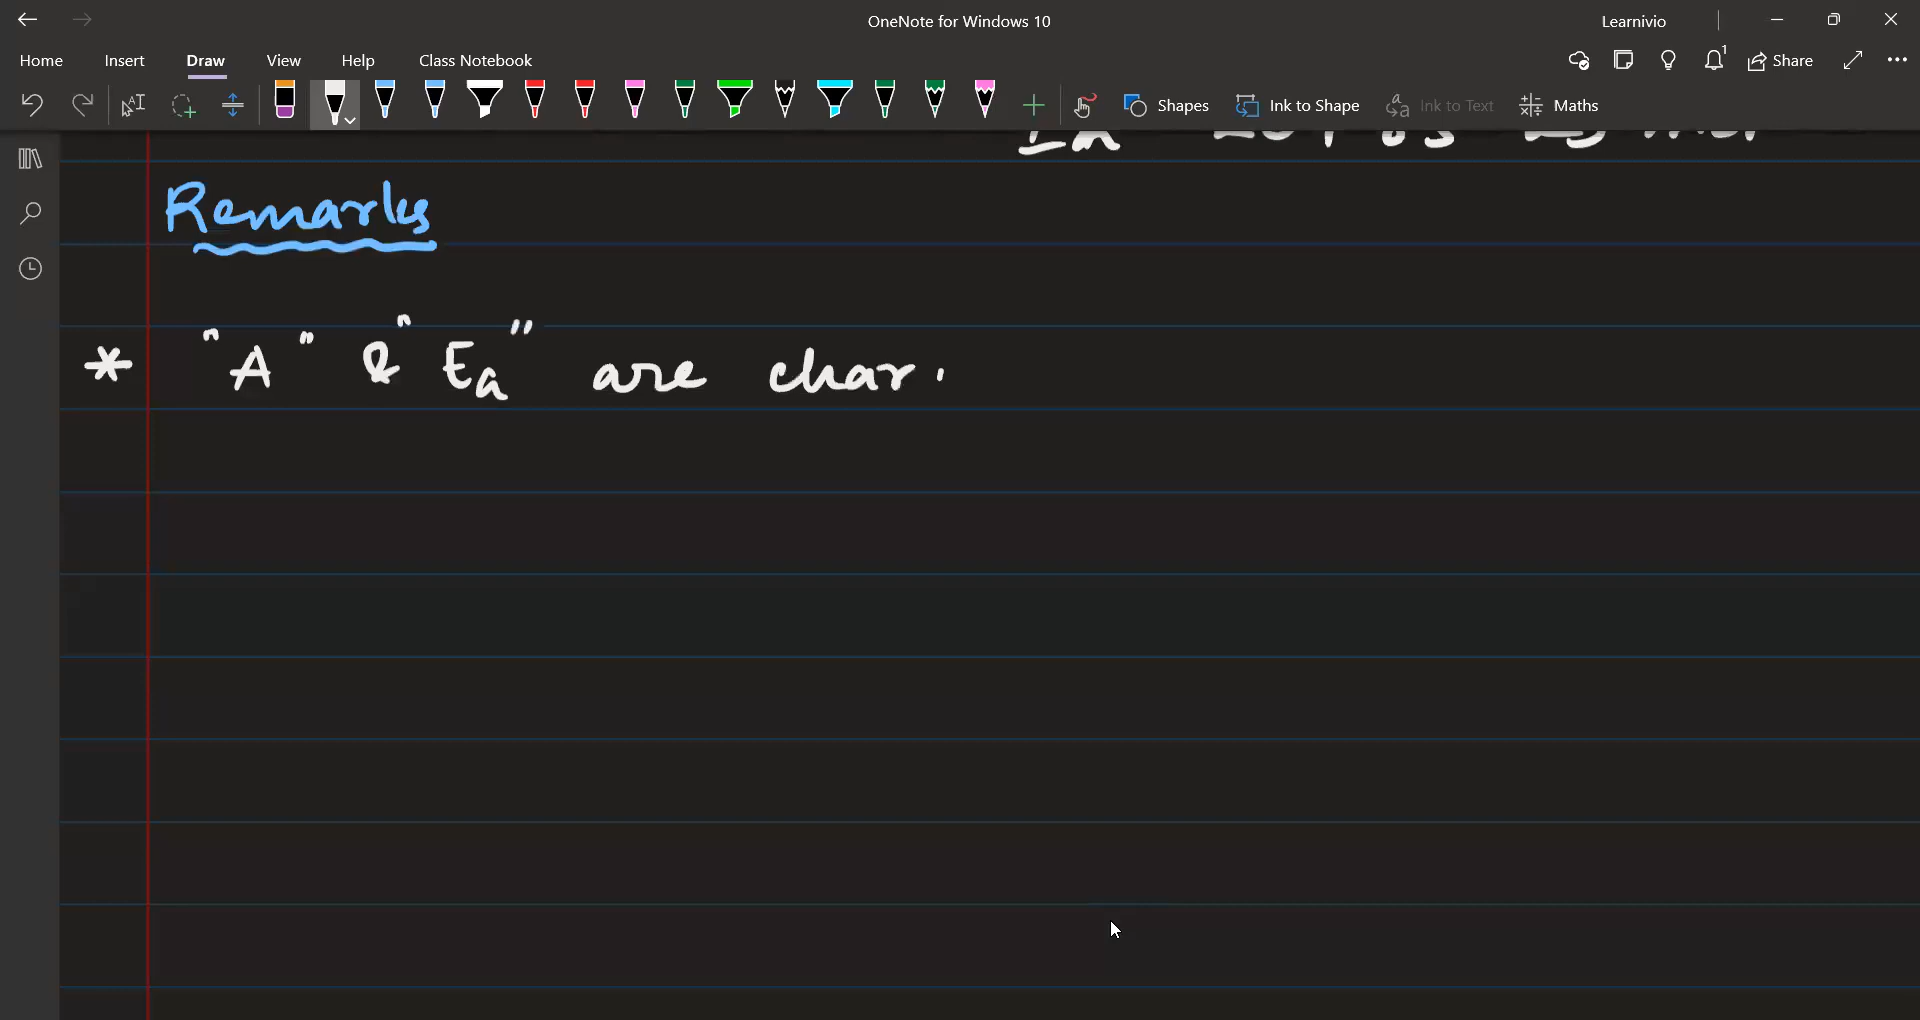 OneNote for Windows 10
Learnivio
Home Insert Draw View Help Class Notebook
1
Share
Shapes Ink to Shape Ink to Text Maths
Remarks
* "A" & "Ea" are char.